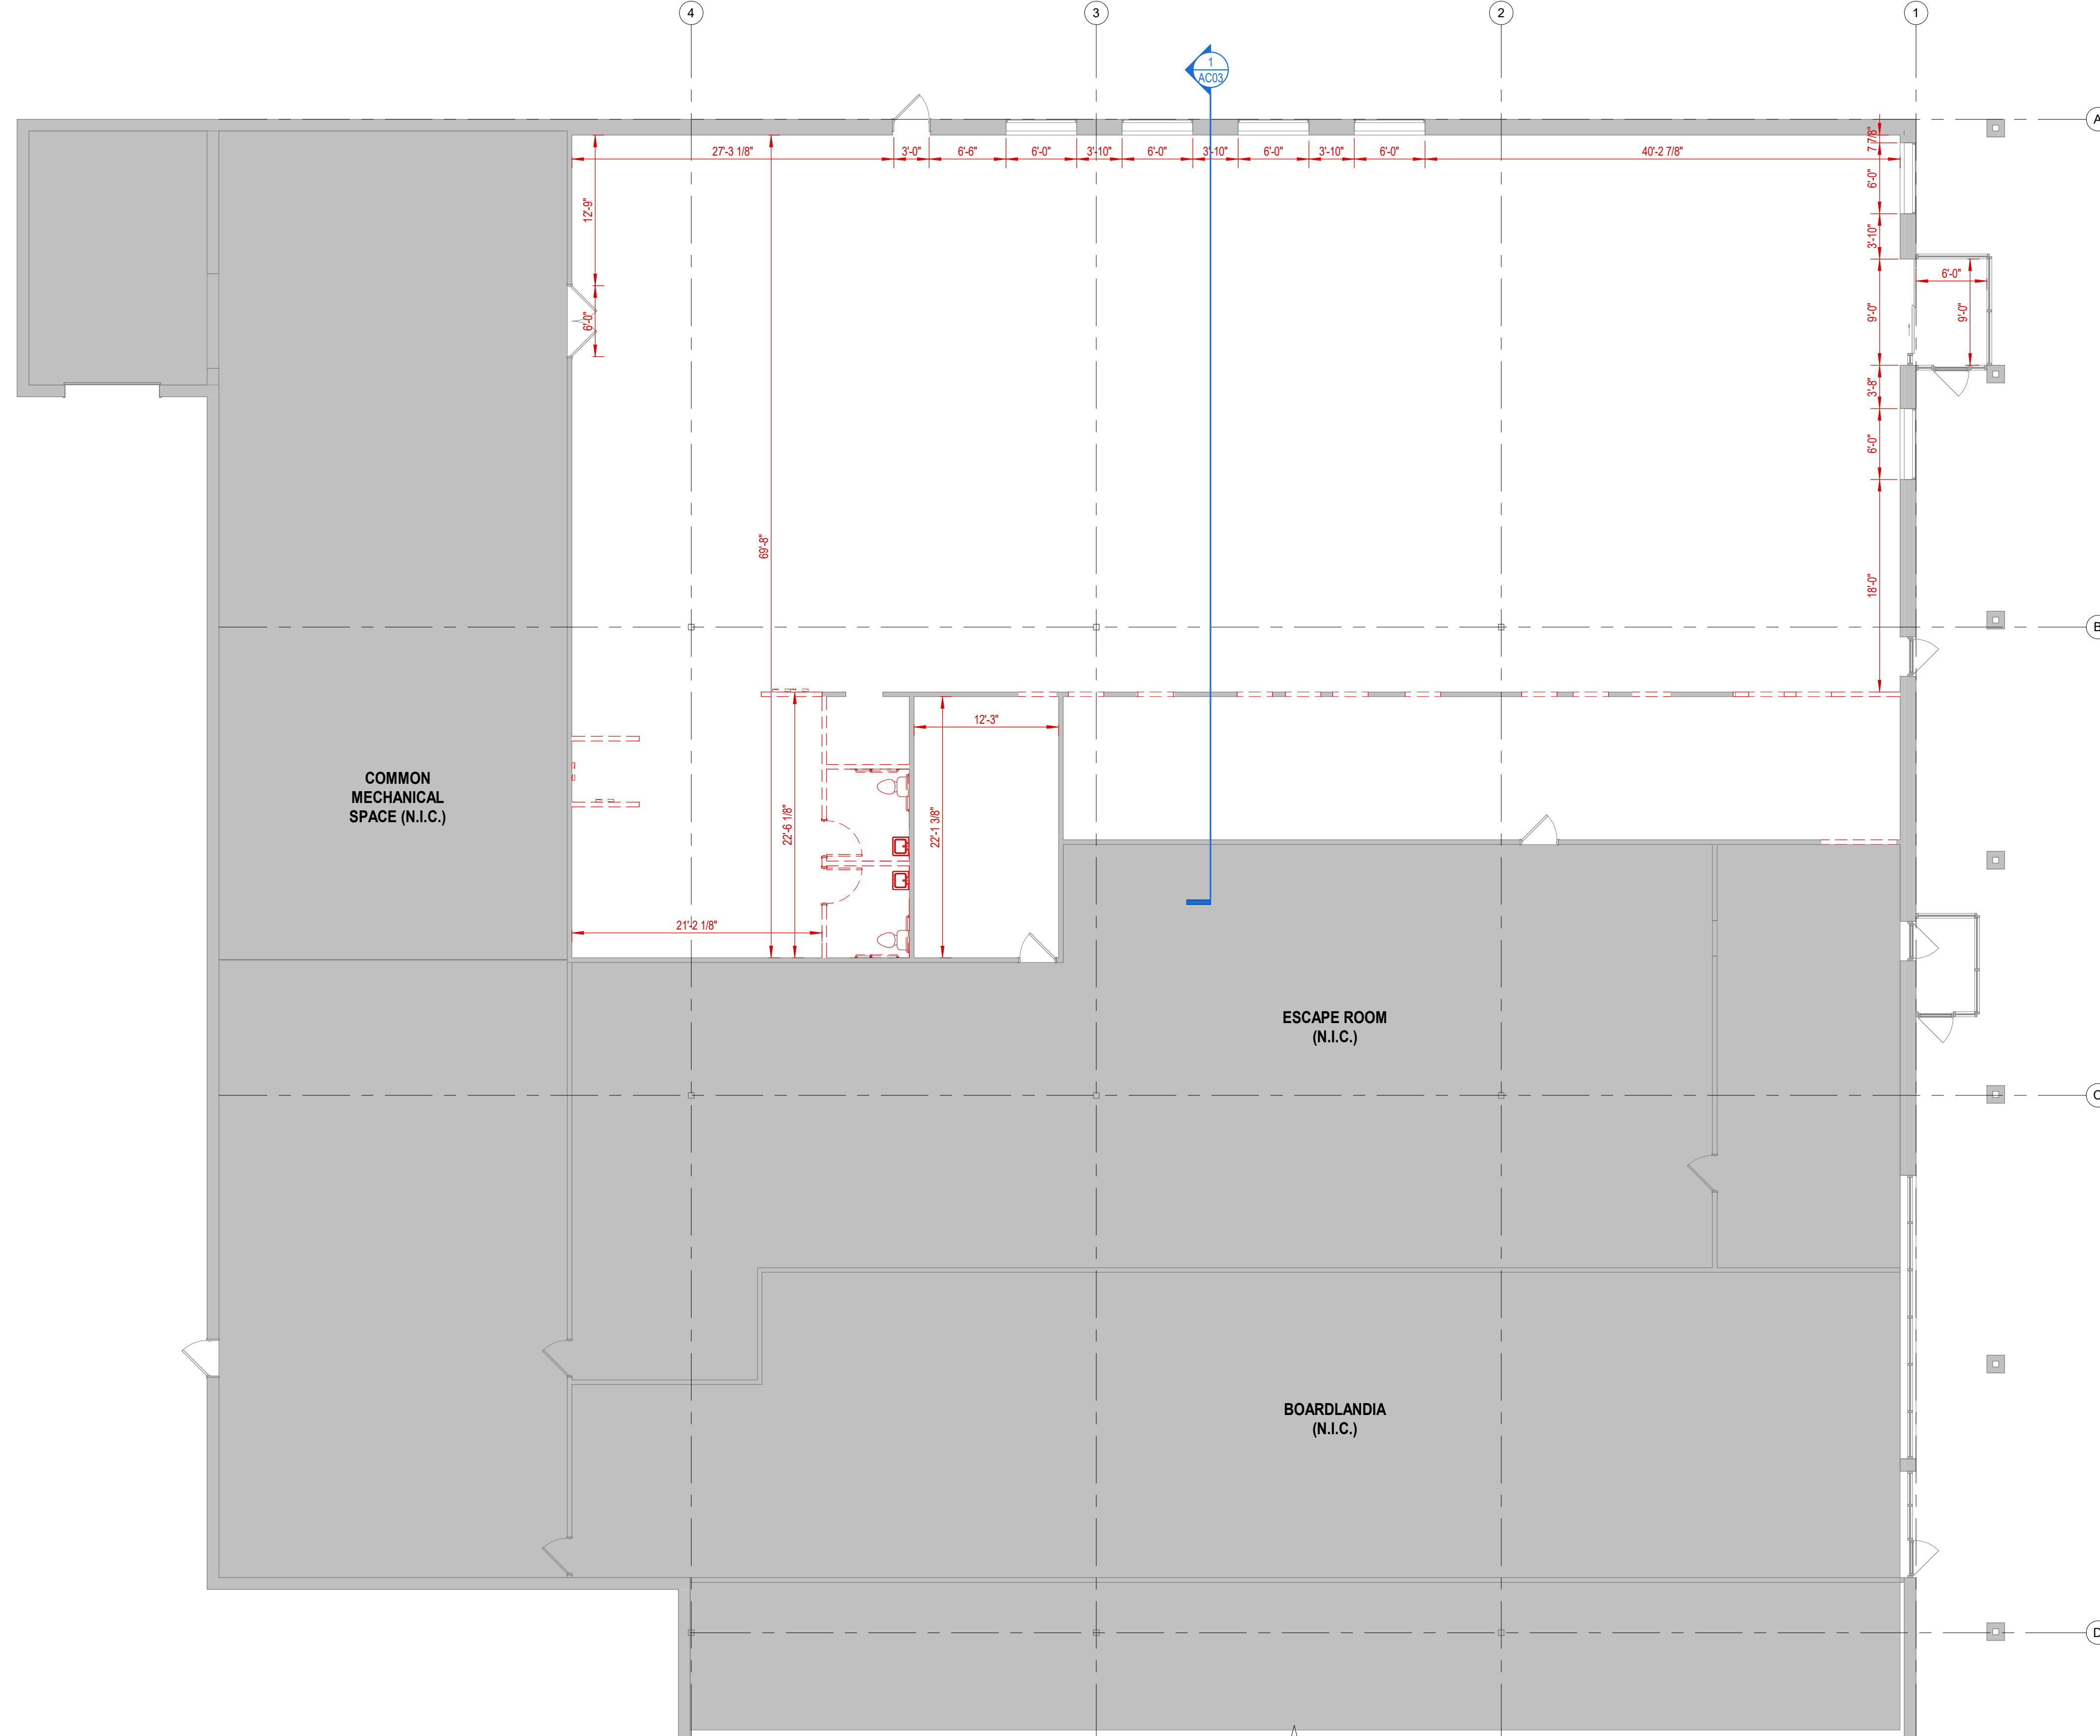 4
3
2
1
1
AC03
A
27'-3 1/8"
3'-0"
6'-6"
6'-0"
3'-10"
6'-0"
3'-10"
6'-0"
3'-10"
6'-0"
40'-2 7/8"
7 7/8"
6'-0"
3'-10"
12'-9"
6'-0"
6'-0"
9'-0"
9'-0"
3'-8"
6'-0"
69'-8"
18'-0"
B
12'-3"
COMMON
MECHANICAL
SPACE (N.I.C.)
22'-6 1/8"
22'-1 3/8"
21'-2 1/8"
ESCAPE ROOM
(N.I.C.)
C
BOARDLANDIA
(N.I.C.)
D